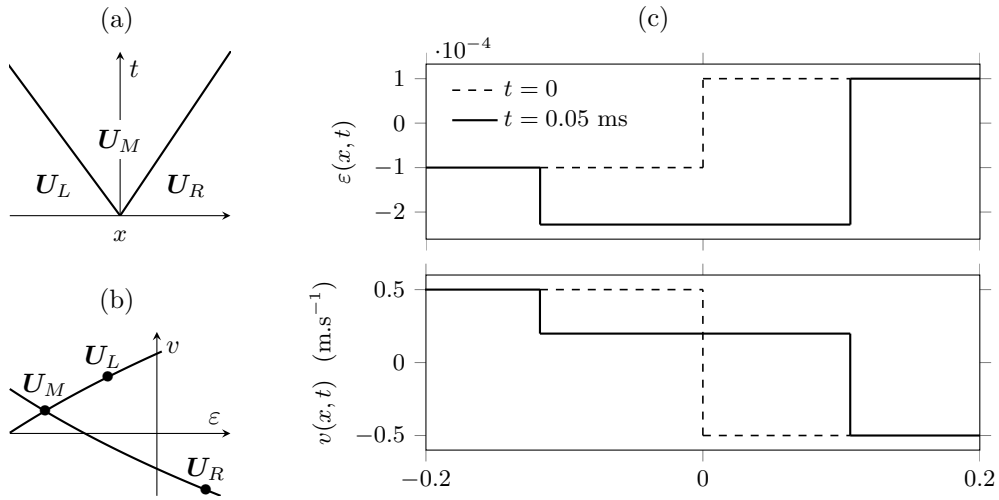 (a)
t
U_M
U_L
U_R
x
(b)
v
U_L
U_M
ε
U_R
(c)
·10⁻⁴
1
0
−1
−2
ε(x, t)
t = 0
t = 0.05 ms
0.5
0
−0.5
v(x, t) (m.s⁻¹)
−0.2
0
0.2